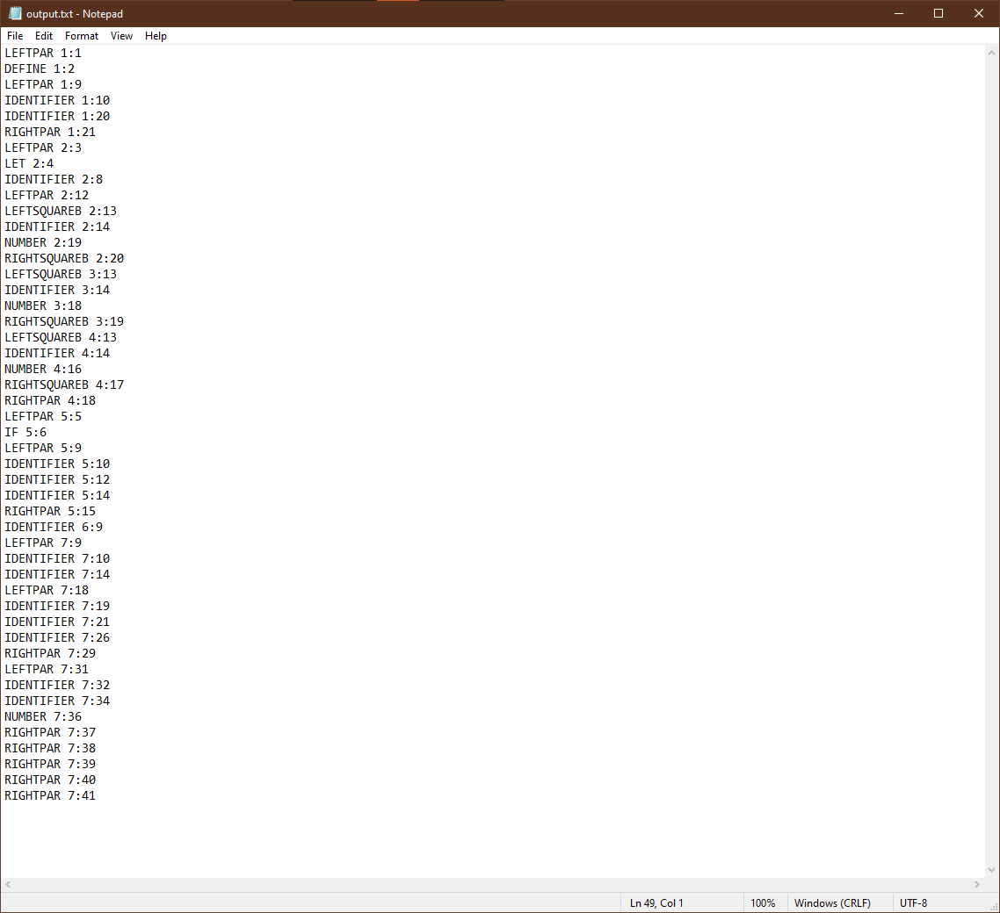 output.txt - Notepad
File Edit Format View Help
LEFTPAR 1:1
DEFINE 1:2
LEFTPAR 1:9
IDENTIFIER 1:10
IDENTIFIER 1:20
RIGHTPAR 1:21
LEFTPAR 2:3
LET 2:4
IDENTIFIER 2:8
LEFTPAR 2:12
LEFTSQUAREB 2:13
IDENTIFIER 2:14
NUMBER 2:19
RIGHTSQUAREB 2:20
LEFTSQUAREB 3:13
IDENTIFIER 3:14
NUMBER 3:18
RIGHTSQUAREB 3:19
LEFTSQUAREB 4:13
IDENTIFIER 4:14
NUMBER 4:16
RIGHTSQUAREB 4:17
RIGHTPAR 4:18
LEFTPAR 5:5
IF 5:6
LEFTPAR 5:9
IDENTIFIER 5:10
IDENTIFIER 5:12
IDENTIFIER 5:14
RIGHTPAR 5:15
IDENTIFIER 6:9
LEFTPAR 7:9
IDENTIFIER 7:10
IDENTIFIER 7:14
LEFTPAR 7:18
IDENTIFIER 7:19
IDENTIFIER 7:21
IDENTIFIER 7:26
RIGHTPAR 7:29
LEFTPAR 7:31
IDENTIFIER 7:32
IDENTIFIER 7:34
NUMBER 7:36
RIGHTPAR 7:37
RIGHTPAR 7:38
RIGHTPAR 7:39
RIGHTPAR 7:40
RIGHTPAR 7:41
Ln 49, Col 1 100% Windows (CRLF) UTF-8